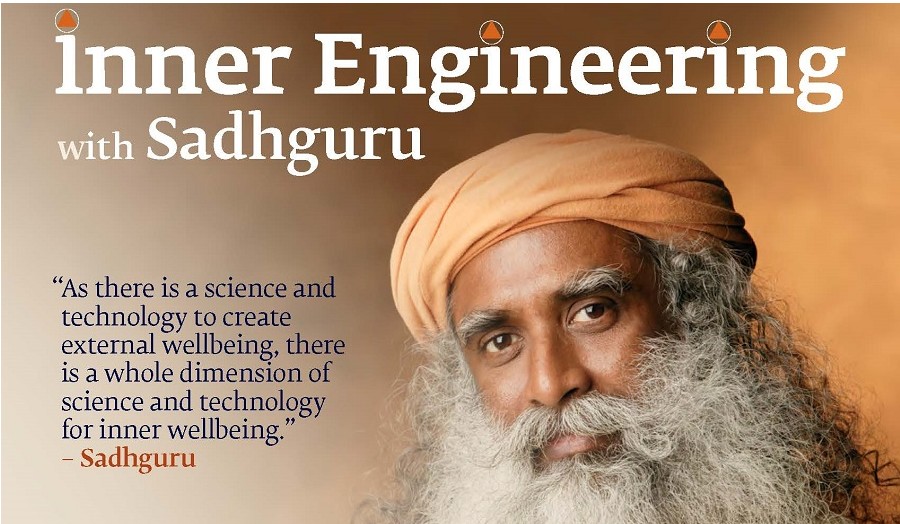 inner Engineering
with Sadhguru
“As there is a science and
technology to create
external wellbeing, there
is a whole dimension of
science and technology
for inner wellbeing.”
– Sadhguru